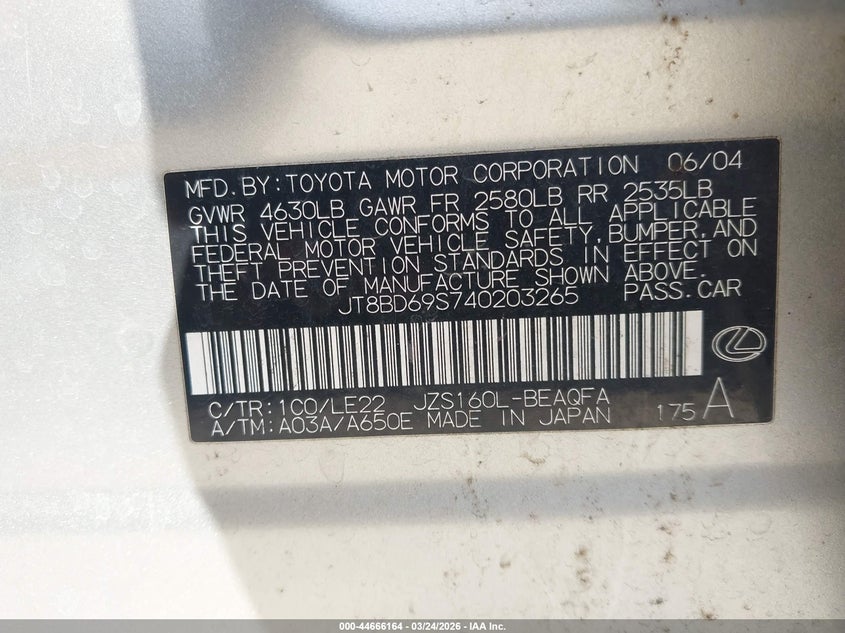 MFD. BY: TOYOTA MOTOR CORPORATION 06/04
GVWR 4630LB GAWR FR 2580LB RR 2535LB
THIS VEHICLE CONFORMS TO ALL APPLICABLE
FEDERAL MOTOR VEHICLE SAFETY, BUMPER, AND
THEFT PREVENTION STANDARDS IN EFFECT ON
THE DATE OF MANUFACTURE SHOWN ABOVE.
JT8BD69S740203265 PASS. CAR
C/TR: 1C0/LE22 JZS160L-BEAQFA
A/TM: A03A/A650E MADE IN JAPAN 175 A
000-44666164 - 03/24/2026 - IAA Inc.